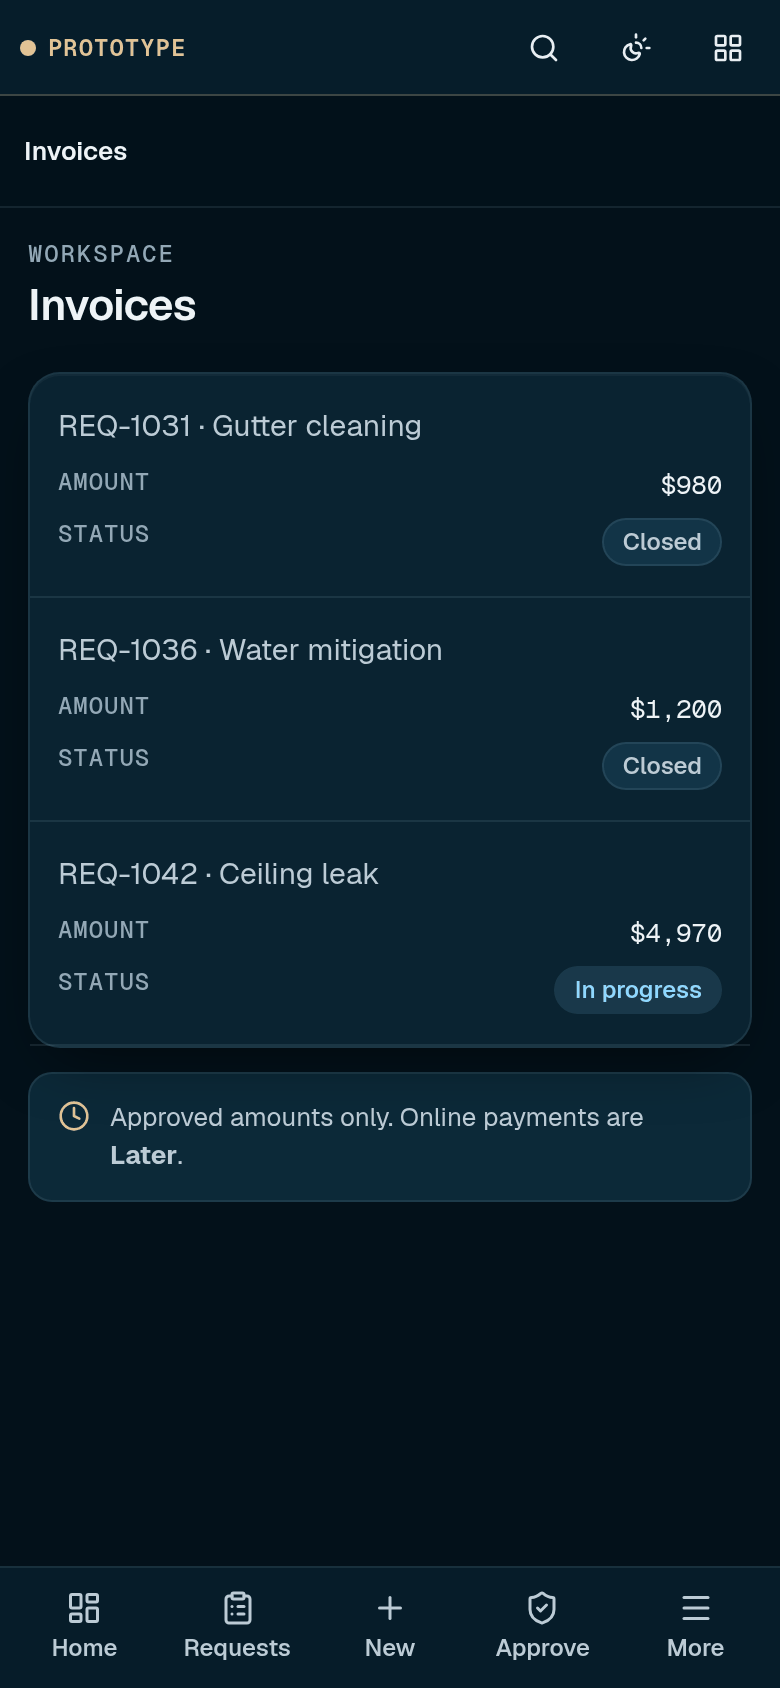 PROTOTYPE
Invoices
WORKSPACE
Invoices
REQ-1031 · Gutter cleaning
AMOUNT $980
STATUS Closed
REQ-1036 · Water mitigation
AMOUNT $1,200
STATUS Closed
REQ-1042 · Ceiling leak
AMOUNT $4,970
STATUS In progress
Approved amounts only. Online payments are
Later.
Home Requests New Approve More